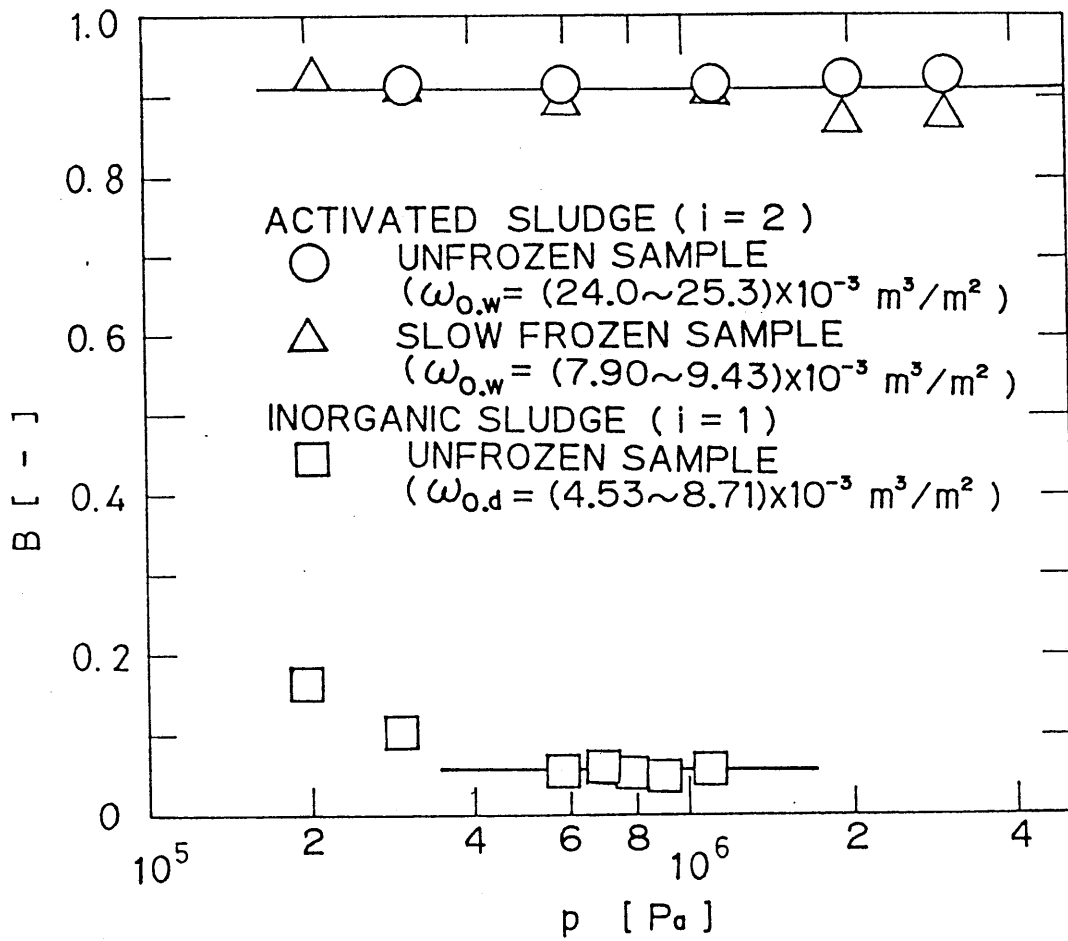 1.0
0.8
0.6
0.4
0.2
0
B [ - ]
ACTIVATED SLUDGE ( i = 2 )
UNFROZEN SAMPLE
( ω0.w = (24.0~25.3)×10⁻³ m³/m² )
SLOW FROZEN SAMPLE
( ω0.w = (7.90~9.43)×10⁻³ m³/m² )
INORGANIC SLUDGE ( i = 1 )
UNFROZEN SAMPLE
( ω0.d = (4.53~8.71)×10⁻³ m³/m² )
10⁵ 2 4 6 8 10⁶ 2 4
p [ Pa ]